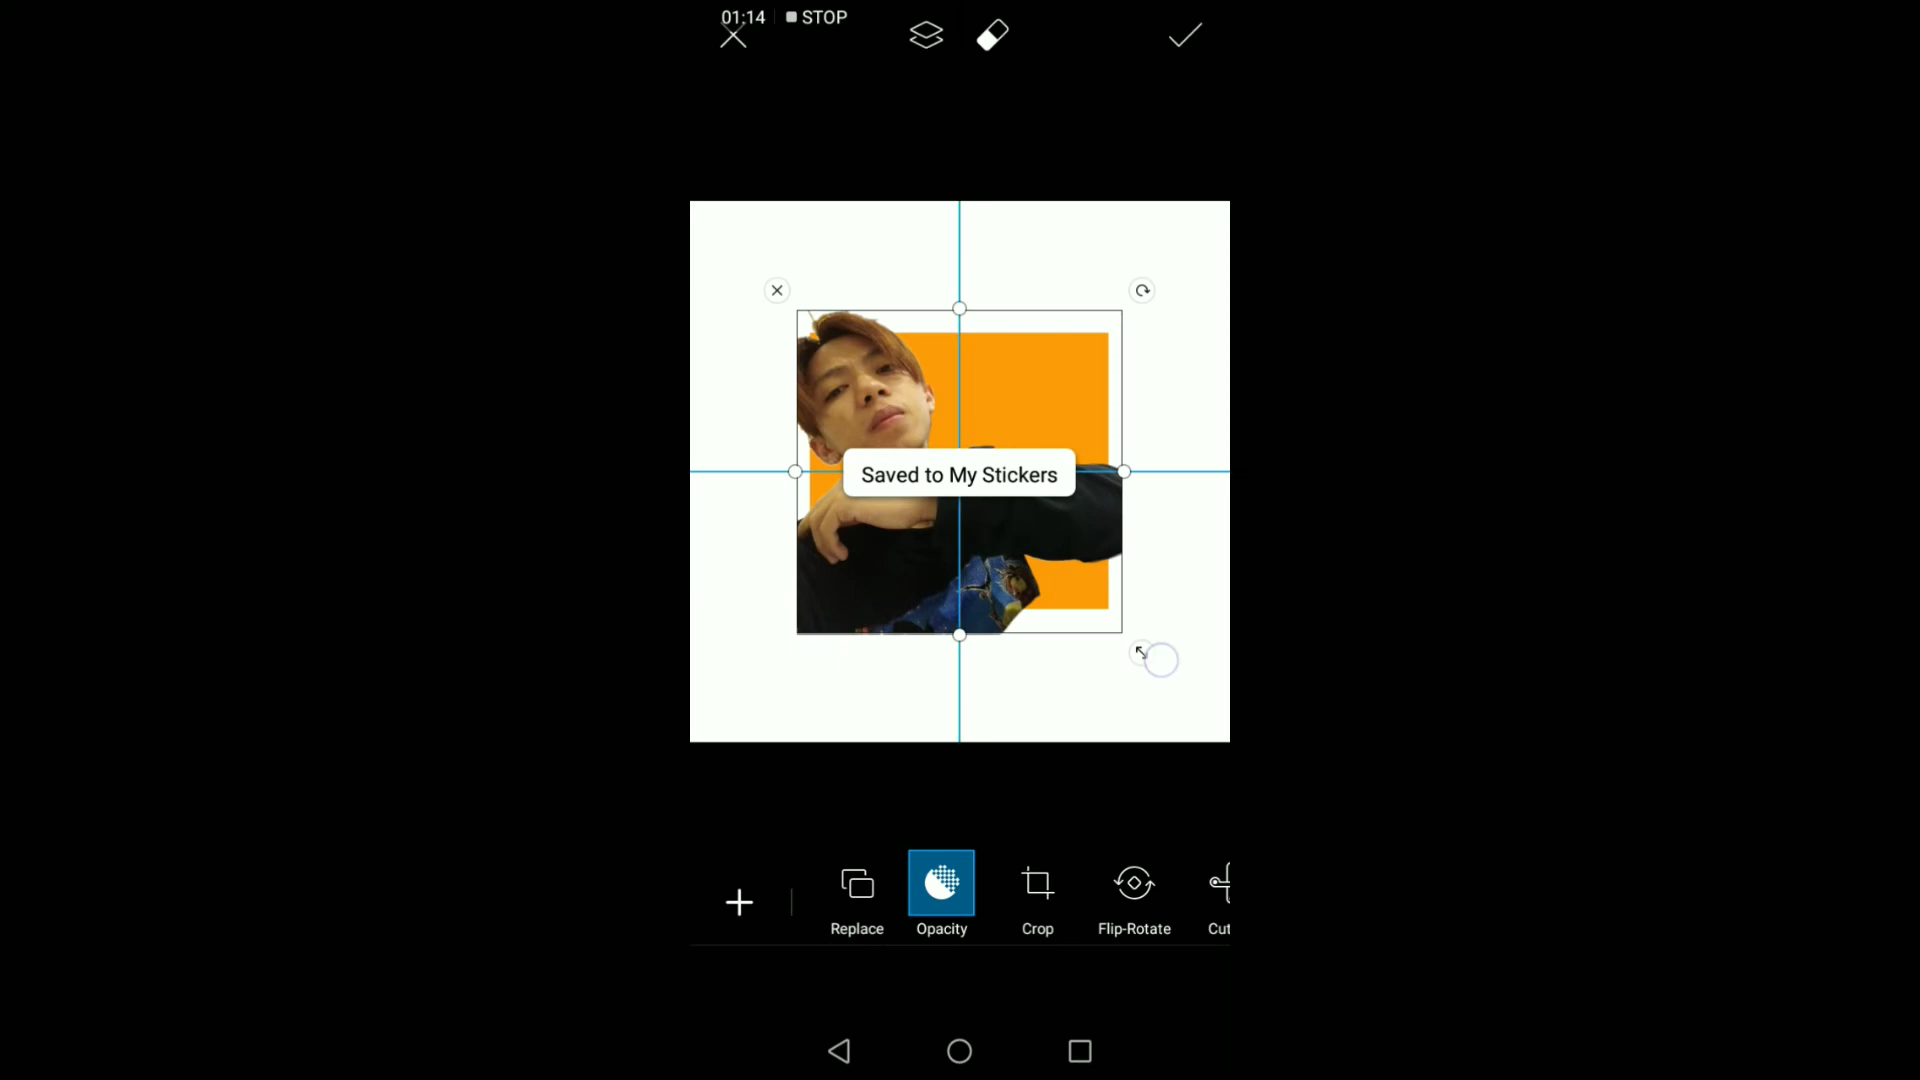 01:14 STOP
Saved to My Stickers
Replace Opacity Crop Flip-Rotate Cut